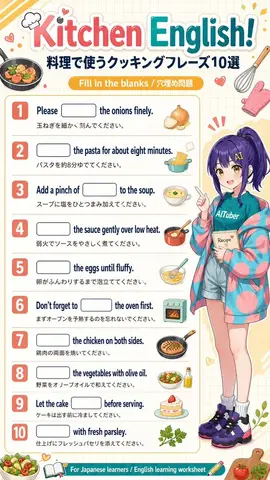 Kitchen English!
料理で使うクッキングフレーズ10選
Fill in the blanks / 穴埋め問題
1 Please the onions finely.
玉ねぎを細かく刻んでください。
2 the pasta for about eight minutes.
パスタを約8分ゆでてください。
3 Add a pinch of to the soup.
スープに塩をひとつまみ加えてください。
4 the sauce gently over low heat.
弱火でソースをやさしく煮てください。
5 the eggs until fluffy.
卵がふんわりするまで泡立ててください。
6 Don't forget to the oven first.
まずオーブンを予熱するのを忘れないでください。
7 the chicken on both sides.
鶏肉の両面を焼いてください。
8 the vegetables with olive oil.
野菜をオリーブオイルで和えてください。
9 Let the cake before serving.
ケーキは出す前に冷ましてください。
10 with fresh parsley.
仕上げにフレッシュパセリを添えてください。
AITuber
Recipe
For Japanese learners / English learning worksheet